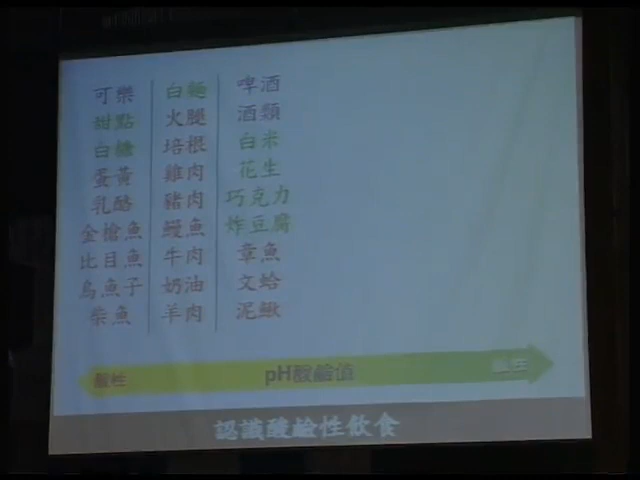 可樂 白麵 啤酒
甜點 火腿 酒類
白糖 培根 白米
蛋黃 雞肉 花生
乳酪 豬肉 巧克力
金槍魚 鰻魚 炸豆腐
比目魚 牛肉 章魚
烏魚子 奶油 文蛤
柴魚 羊肉 泥鰍
酸性 pH酸鹼值 鹼性
認識酸鹼性飲食